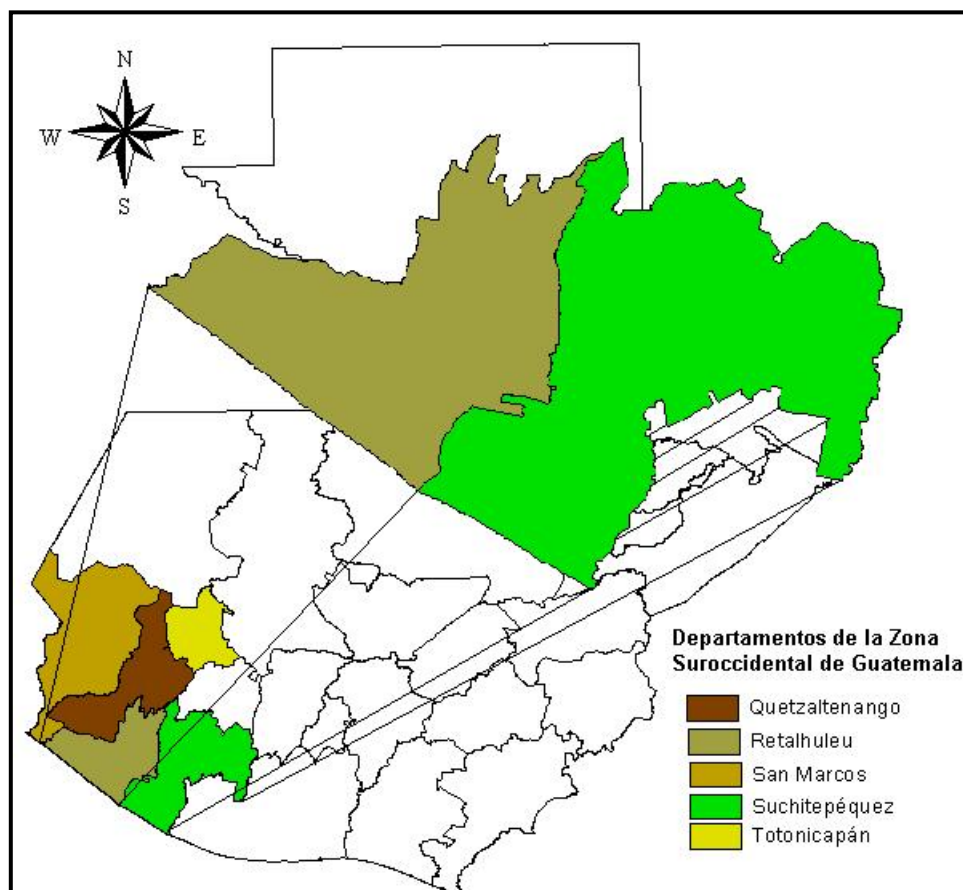 N
W E
S
Departamentos de la Zona
Suroccidental de Guatemala
Quetzaltenango
Retalhuleu
San Marcos
Suchitepéquez
Totonicapán